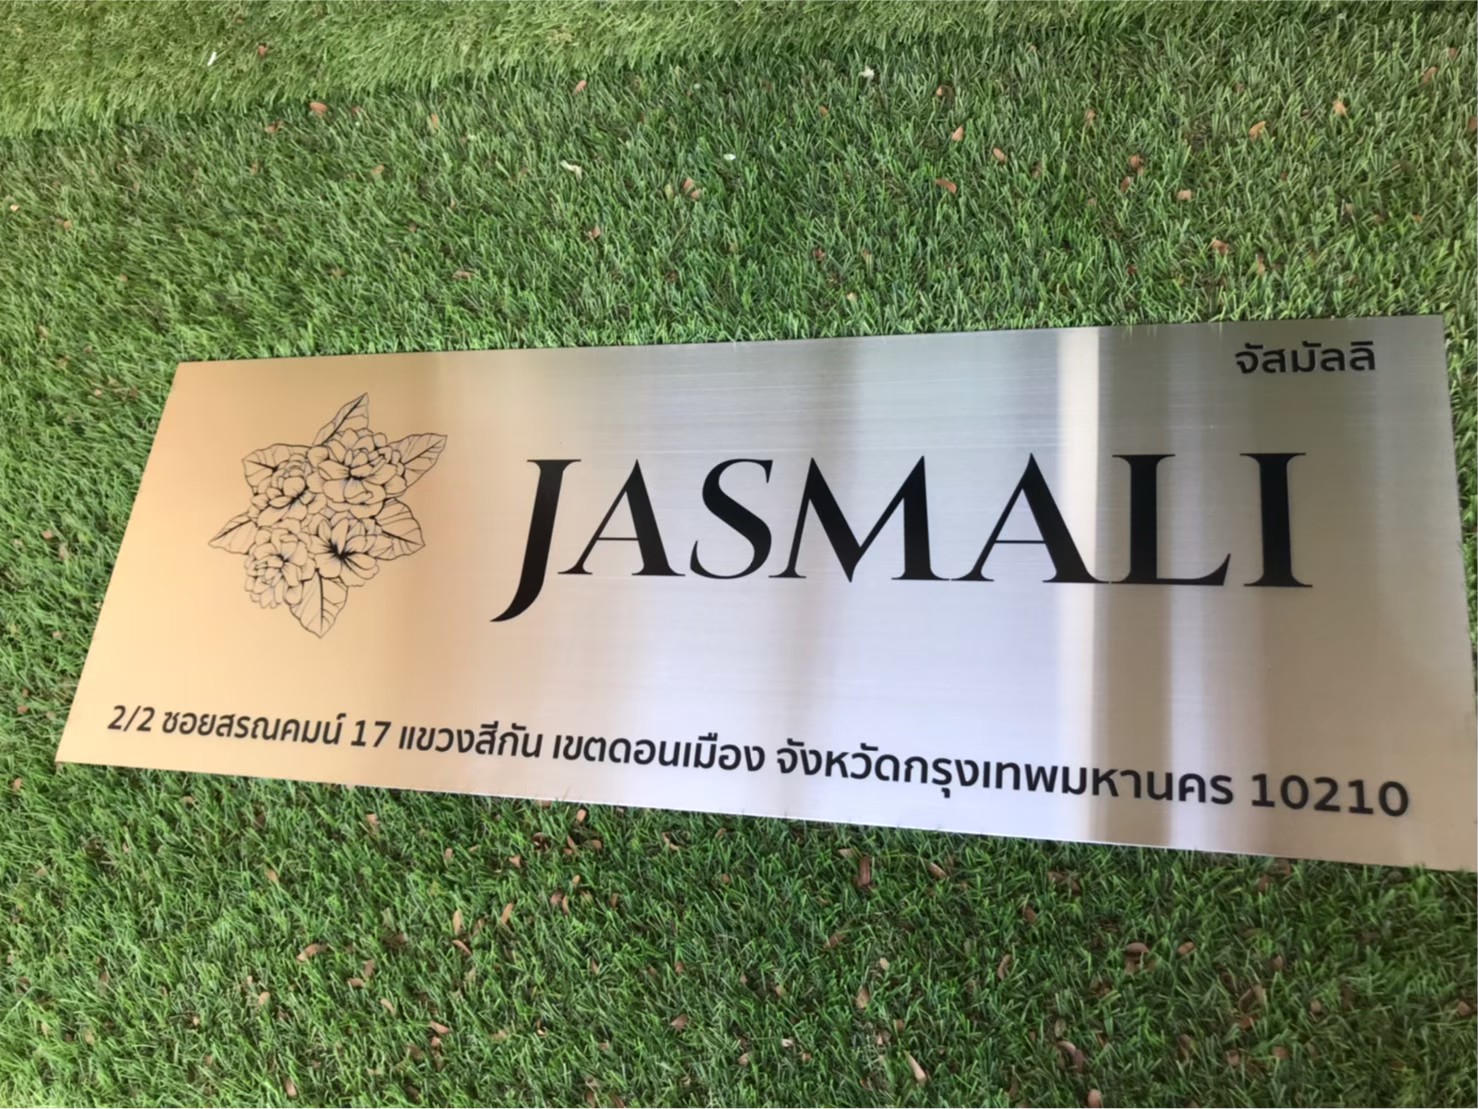 จัสมัลลิ
JASMALI
2/2 ซอยสรณคมน์ 17 แขวงสีกัน เขตดอนเมือง จังหวัดกรุงเทพมหานคร 10210